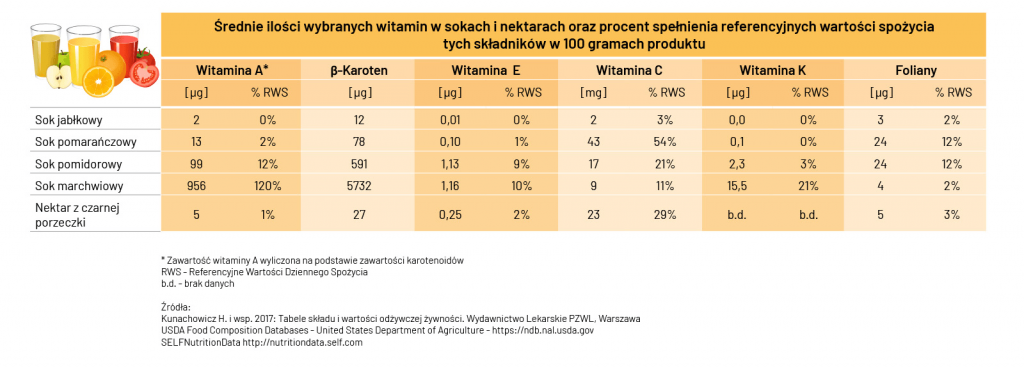 Średnie ilości wybranych witamin w sokach i nektarach oraz procent spełnienia referencyjnych wartości spożycia
tych składników w 100 gramach produktu
Witamina A* β-Karoten Witamina E Witamina C Witamina K Foliany
[µg] % RWS [µg] [µg] % RWS [mg] % RWS [µg] % RWS [µg] % RWS
Sok jabłkowy 2 0% 12 0,01 0% 2 3% 0,0 0% 3 2%
Sok pomarańczowy 13 2% 78 0,10 1% 43 54% 0,1 0% 24 12%
Sok pomidorowy 99 12% 591 1,13 9% 17 21% 2,3 3% 24 12%
Sok marchwiowy 956 120% 5732 1,16 10% 9 11% 15,5 21% 4 2%
Nektar z czarnej
porzeczki 5 1% 27 0,25 2% 23 29% b.d. b.d. 5 3%
* Zawartość witaminy A wyliczona na podstawie zawartości karotenoidów
RWS - Referencyjne Wartości Dziennego Spożycia
b.d. - brak danych
Źródła:
Kunachowicz H. i wsp. 2017: Tabele składu i wartości odżywczej żywności. Wydawnictwo Lekarskie PZWL, Warszawa
USDA Food Composition Databases - United States Department of Agriculture - https://ndb.nal.usda.gov
SELFNutritionData http://nutritiondata.self.com